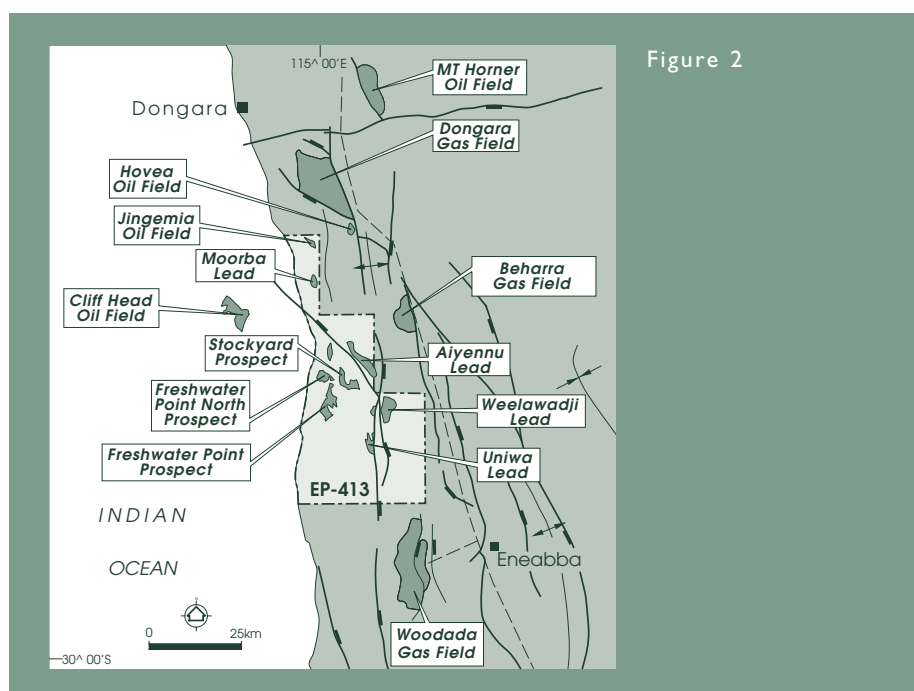 Figure 2
115^ 00'E
MT Horner
Oil Field
Dongara
Dongara
Gas Field
Hovea
Oil Field
Jingemia
Oil Field
Moorba
Lead
Beharra
Gas Field
Cliff Head
Oil Field
Stockyard
Prospect
Aiyennu
Lead
Freshwater
Point North
Prospect
Weelawadji
Lead
Freshwater Point
Prospect
Uniwa
Lead
EP-413
INDIAN
OCEAN
Eneabba
0
25km
Woodada
Gas Field
30^ 00'S